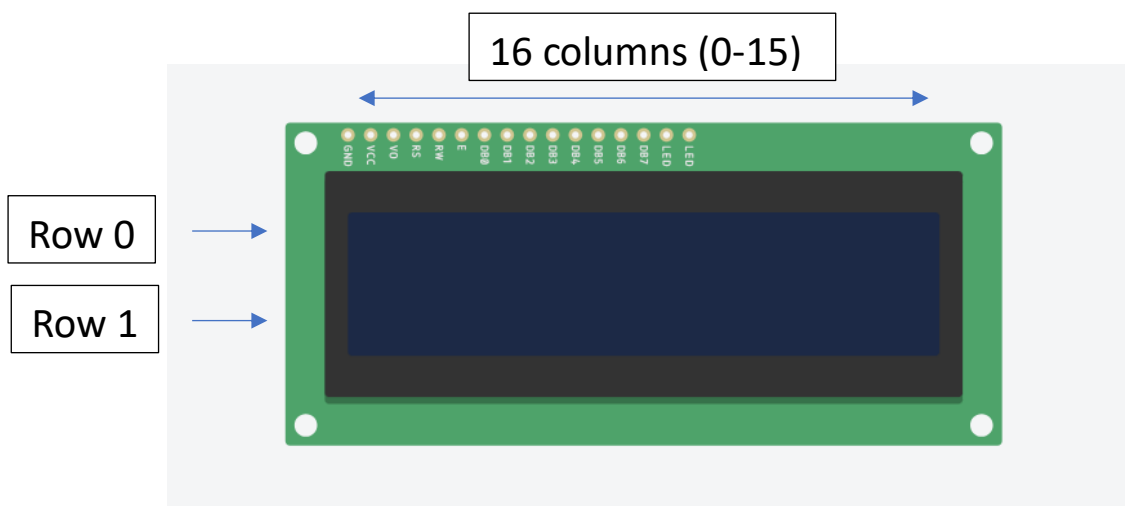 16 columns (0-15)
GND VCC VO RS RW E DB0 DB1 DB2 DB3 DB4 DB5 DB6 DB7 LED LED
Row 0
Row 1